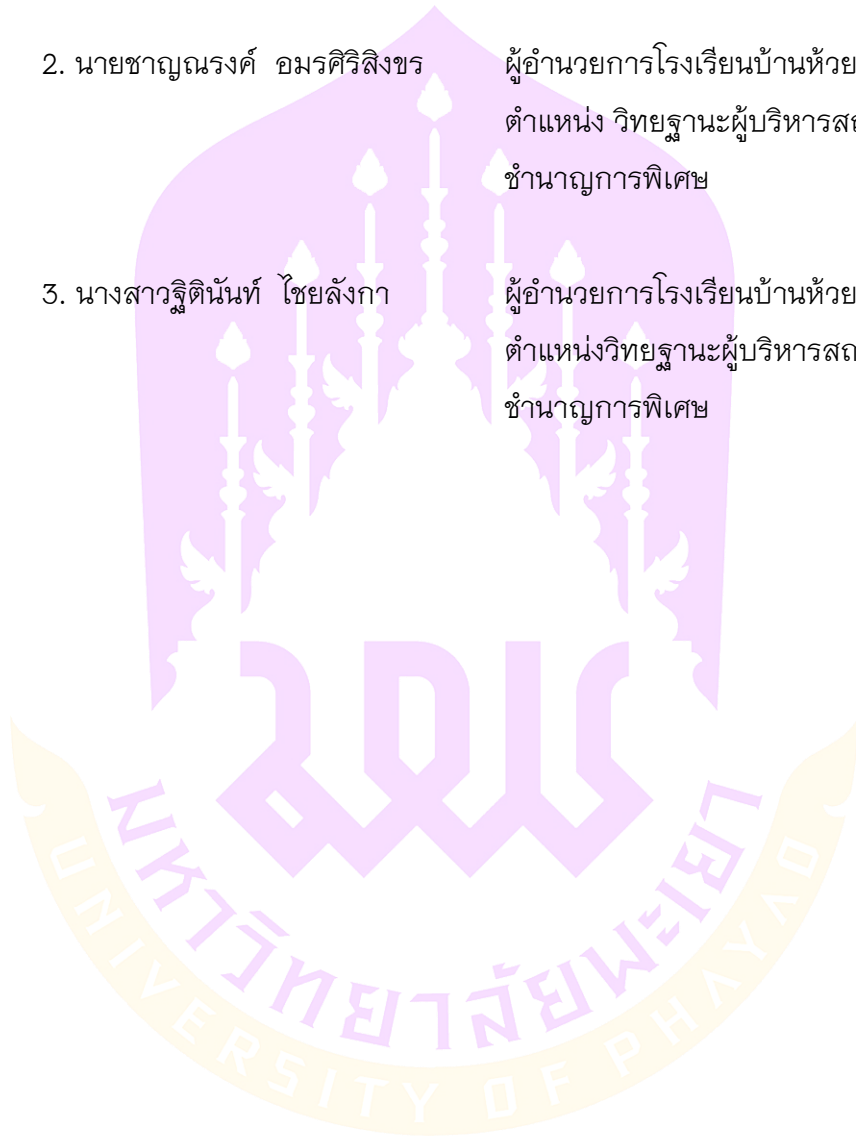 2. นายชาญณรงค์ อมรศิริสิงขร ผู้อำนวยการโรงเรียนบ้านห้วย
ตำแหน่ง วิทยฐานะผู้บริหารสถ
ชำนาญการพิเศษ
3. นางสาวฐิตินันท์ ไชยลังกา ผู้อำนวยการโรงเรียนบ้านห้วย
ตำแหน่งวิทยฐานะผู้บริหารสถ
ชำนาญการพิเศษ
มหาวิทยาลัยพะเยา
UNIVERSITY OF PHAYAO